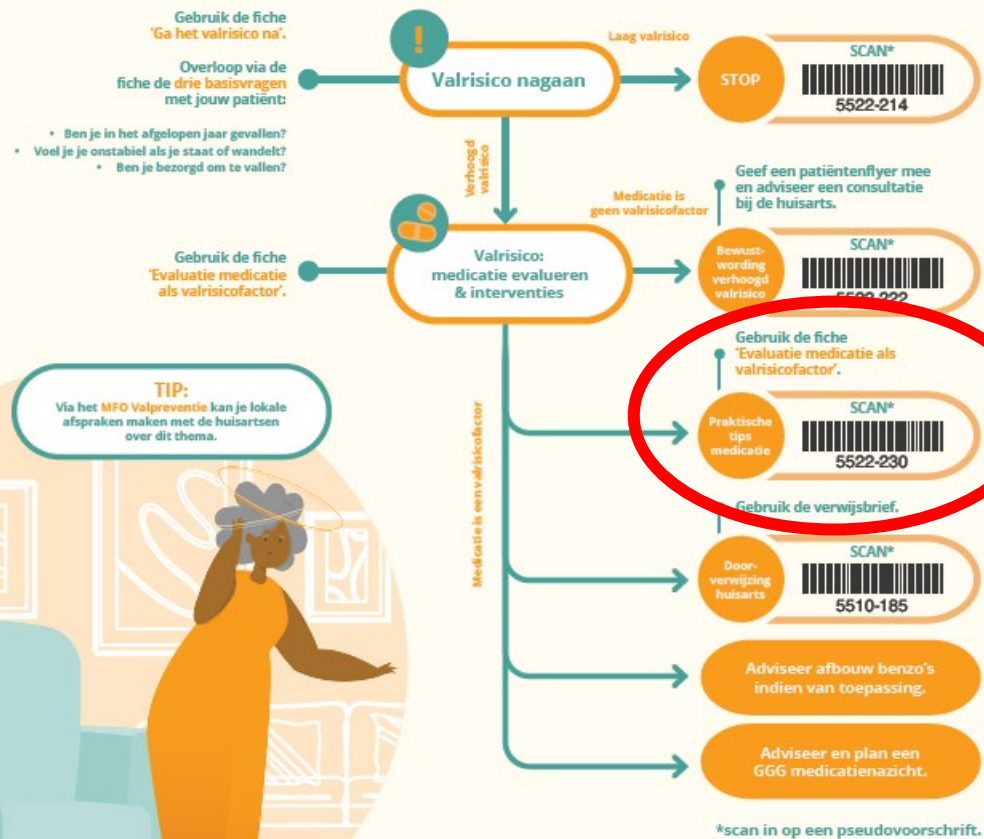 Gebruik de fiche
'Ga het valrisico na'.
Overloop via de
fiche de drie basisvragen
met jouw patiënt:
• Ben je in het afgelopen jaar gevallen?
• Voel je je onstabiel als je staat of wandelt?
• Ben je bezorgd om te vallen?
!
Valrisico nagaan
Laag valrisico
STOP
SCAN*
5522-214
Verhoogd
valrisico
Gebruik de fiche
'Evaluatie medicatie
als valrisicofactor'.
Valrisico:
medicatie evalueren
& interventies
Medicatie is
geen valrisicofactor
Geef een patiëntenflyer mee
en adviseer een consultatie
bij de huisarts.
Bewust-
wording
verhoogd
valrisico
SCAN*
5522-222
Medicatie is een valrisicofactor
Gebruik de fiche
'Evaluatie medicatie als
valrisicofactor'.
Praktische
tips
medicatie
SCAN*
5522-230
Gebruik de verwijsbrief.
Door-
verwijzing
huisarts
SCAN*
5510-185
Adviseer afbouw benzo's
indien van toepassing.
Adviseer en plan een
GGG medicatienazicht.
TIP:
Via het MFO Valpreventie kan je lokale
afspraken maken met de huisartsen
over dit thema.
*scan in op een pseudovoorschrift.